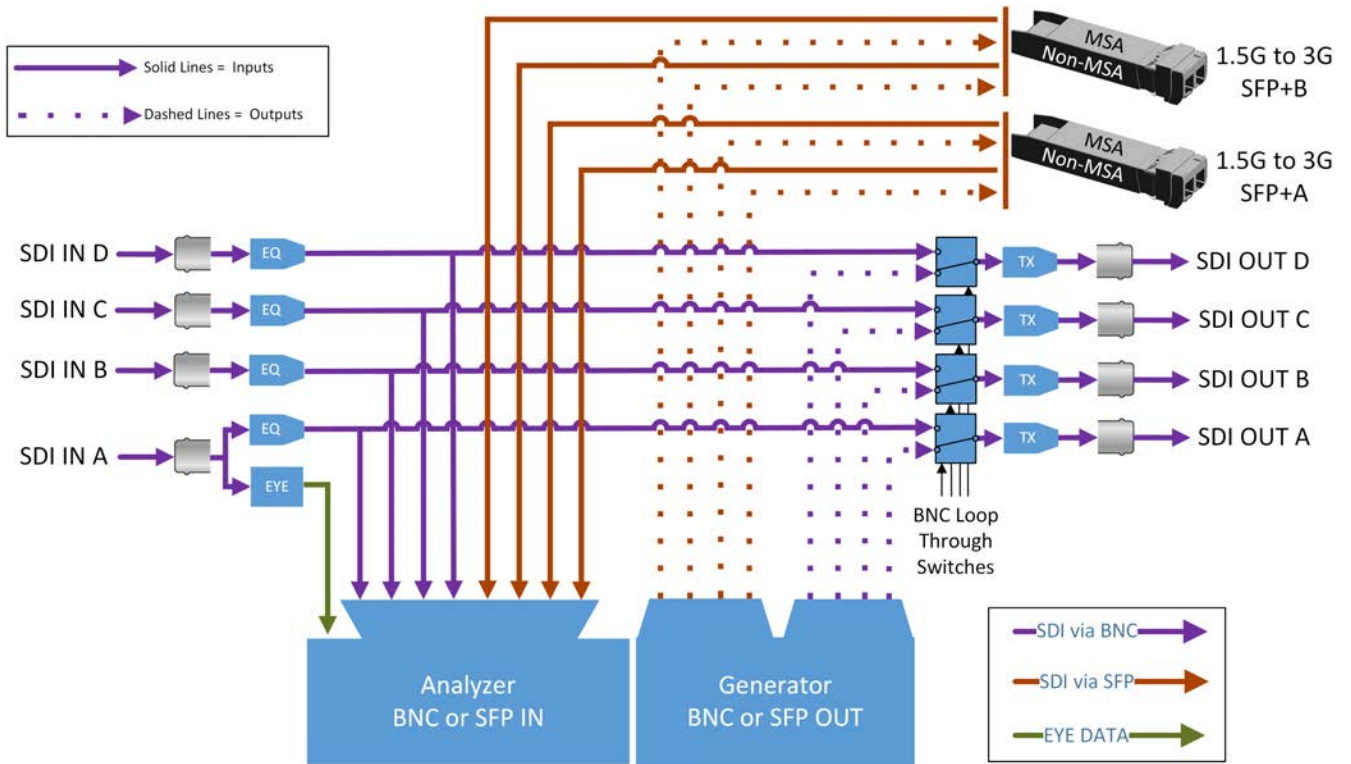 Solid Lines = Inputs
Dashed Lines = Outputs
MSA
Non-MSA
1.5G to 3G
SFP+B
MSA
Non-MSA
1.5G to 3G
SFP+A
SDI IN D
EQ
TX
SDI OUT D
SDI IN C
EQ
TX
SDI OUT C
SDI IN B
EQ
TX
SDI OUT B
SDI IN A
EQ
EYE
TX
SDI OUT A
BNC Loop
Through
Switches
Analyzer
BNC or SFP IN
Generator
BNC or SFP OUT
SDI via BNC
SDI via SFP
EYE DATA